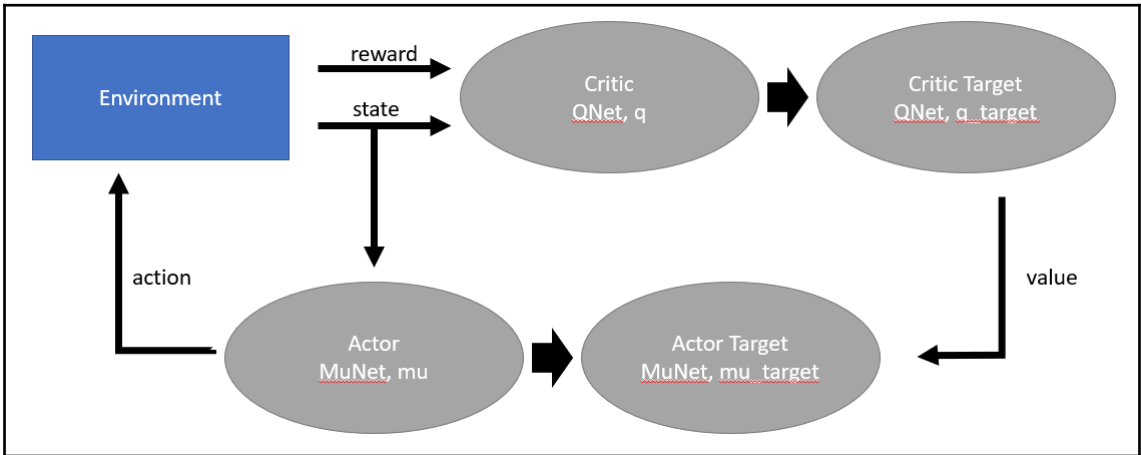 Environment
reward
state
Critic
QNet, q
Critic Target
QNet, q_target
action
value
Actor
MuNet, mu
Actor Target
MuNet, mu_target